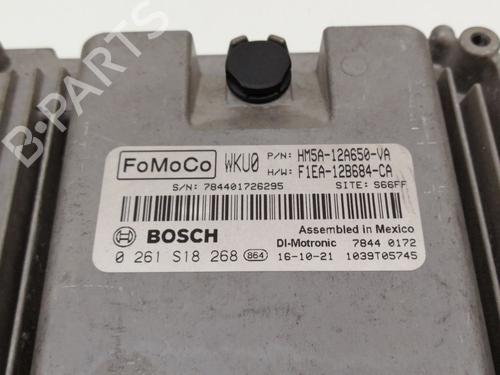 FoMoCo WKU0 P/N: HM5A-12A650-VA
H/W: F1EA-12B684-CA
S/N: 784401726295 SITE: S66FF
BOSCH Assembled in Mexico
DI-Motronic 7844 0172
0 261 S18 268 864 16-10-21 1039T05745
B-PARTS